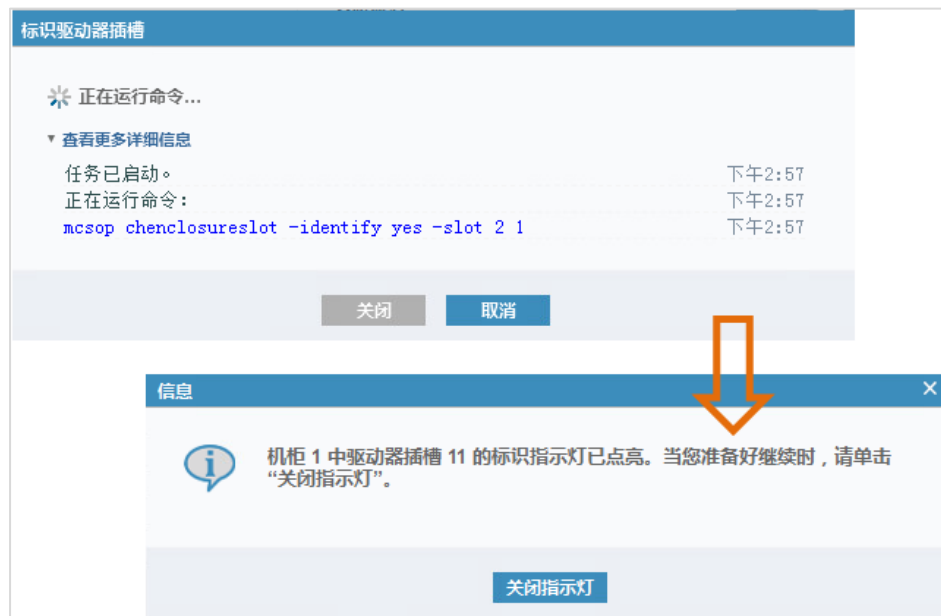 标识驱动器插槽
正在运行命令...
查看更多详细信息
任务已启动。 下午2:57
正在运行命令: 下午2:57
mcsop chenclosureslot -identify yes -slot 2 1 下午2:57
关闭 取消
信息
机柜 1 中驱动器插槽 11 的标识指示灯已点亮。当您准备好继续时，请单击
“关闭指示灯”。
关闭指示灯